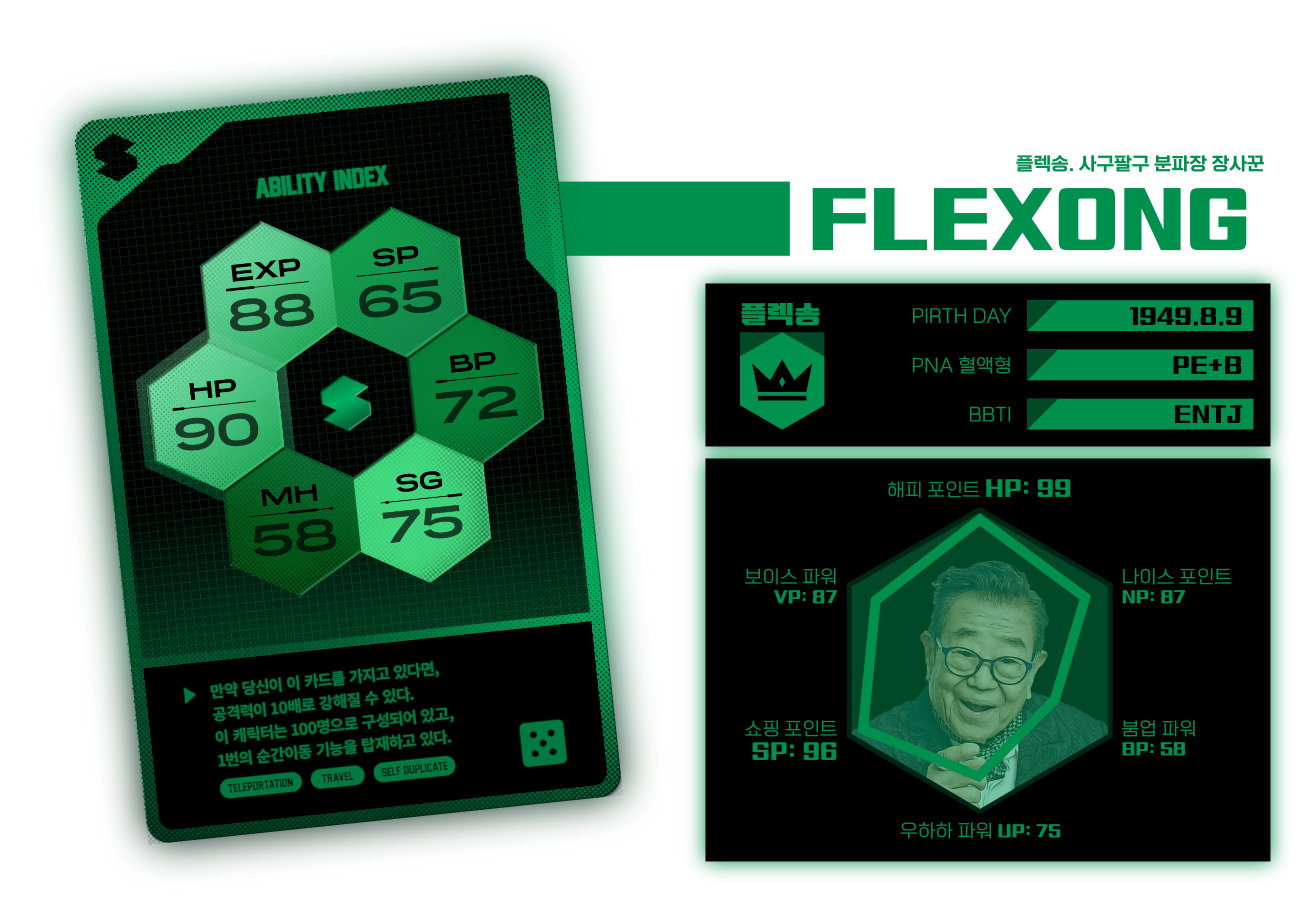 ABILITY INDEX
EXP
88
SP
65
HP
90
BP
72
MH
58
SG
75
만약 당신이 이 카드를 가지고 있다면,
공격력이 10배로 강해질 수 있다.
이 캐릭터는 100명으로 구성되어 있고,
1번의 순간이동 기능을 탑재하고 있다.
TELEPORTATION TRAVEL SELF DUPLICATE
플렉송. 사구팔구 분파장 장사꾼
FLEXONG
플렉송
PIRTH DAY 1949.8.9
PNA 혈액형 PE+B
BBTI ENTJ
해피 포인트 HP: 99
보이스 파워
VP: 87
나이스 포인트
NP: 87
쇼핑 포인트
SP: 96
붐업 파워
BP: 58
우하하 파워 UP: 75